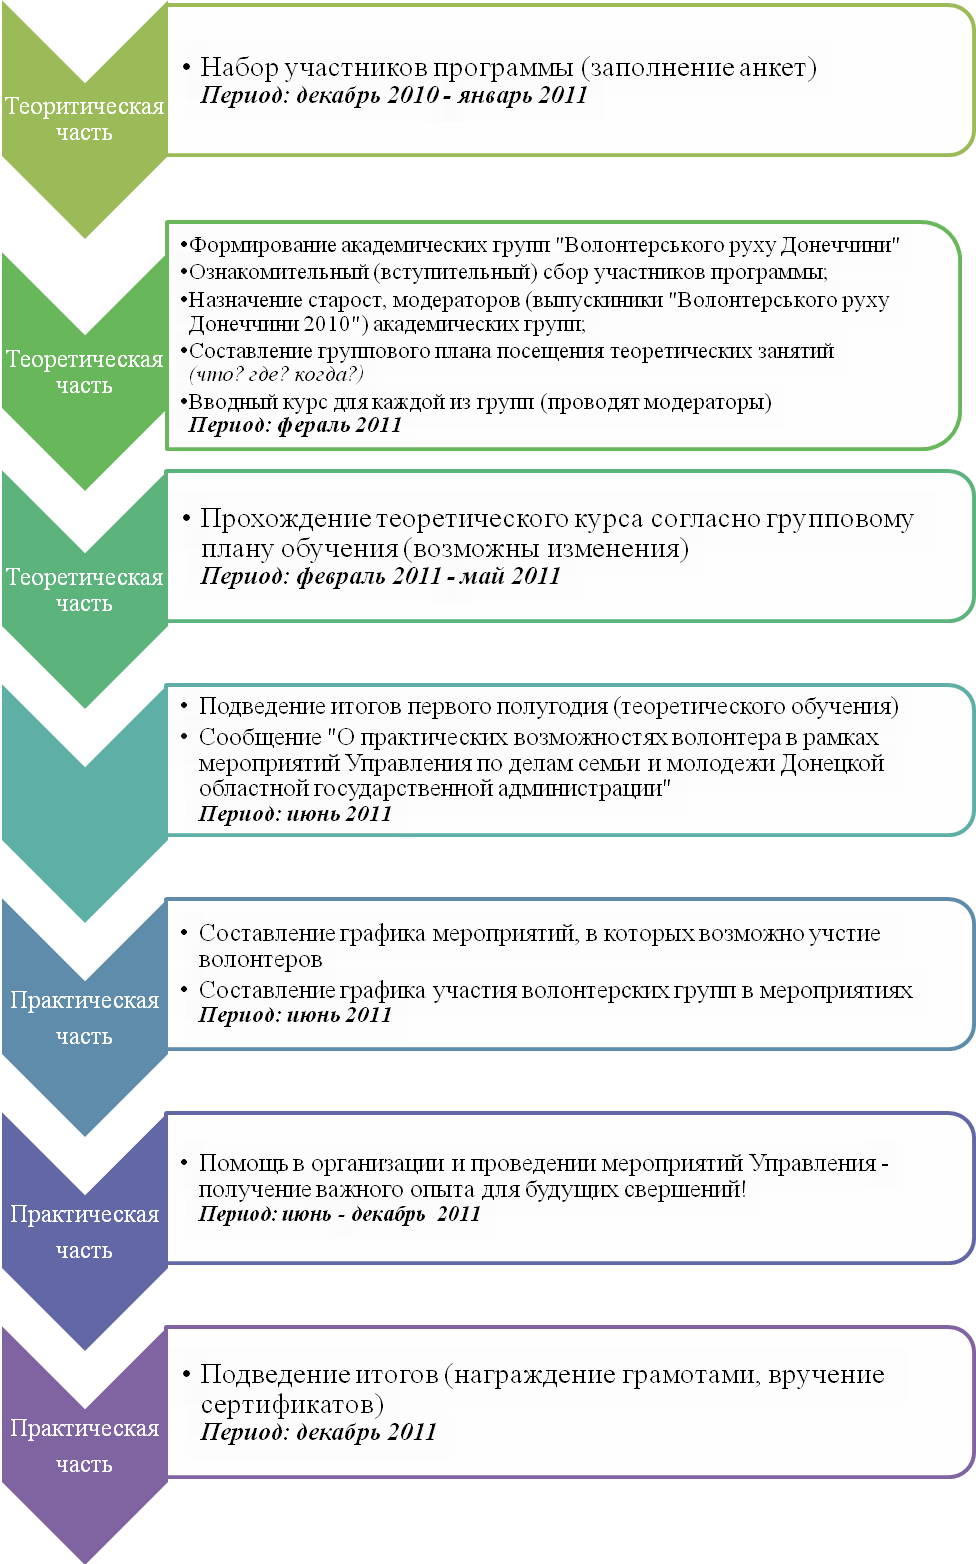 Теоритическая
часть
• Набор участников программы (заполнение анкет)
Период: декабрь 2010 - январь 2011
Теоретическая
часть
•Формирование академических групп "Волонтерського руху Донеччини"
•Ознакомительный (вступительный) сбор участников программы;
•Назначение старост, модераторов (выпускиники "Волонтерського руху
Донеччини 2010") академических групп;
•Составление группового плана посещения теоретических занятий
(что? где? когда?)
•Вводный курс для каждой из групп (проводят модераторы)
Период: фераль 2011
Теоретическая
часть
• Прохождение теоретического курса согласно групповому
плану обучения (возможны изменения)
Период: февраль 2011 - май 2011
• Подведение итогов первого полугодия (теоретического обучения)
• Сообщение "О практических возможностях волонтера в рамках
мероприятий Управления по делам семьи и молодежи Донецкой
областной государственной администрации"
Период: июнь 2011
Практическая
часть
• Составление графика мероприятий, в которых возможно учстие
волонтеров
• Составление графика участия волонтерских групп в мероприятиях
Период: июнь 2011
Практическая
часть
• Помощь в организации и проведении мероприятий Управления -
получение важного опыта для будущих свершений!
Период: июнь - декабрь 2011
Практическая
часть
• Подведение итогов (награждение грамотами, вручение
сертификатов)
Период: декабрь 2011